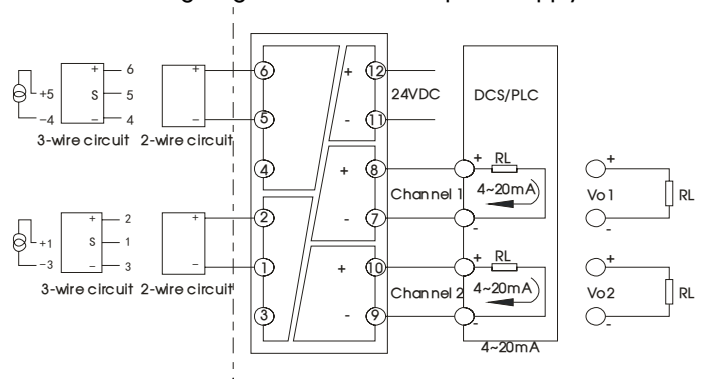 6 + - 6
+5 S 5
-4 - 4
3-wire circuit 2-wire circuit
+ - 2
+1 S 1
-3 - 3
3-wire circuit 2-wire circuit
6 + 12
24VDC
5 - 11
4 + 8
Channel 1
2 - 7
1 + 10
Channel 2
3 - 9
DCS/PLC
+ RL
4~20mA
-
+ RL
4~20mA
-
4~20mA
+
Vo1 RL
-
+
Vo2 RL
-